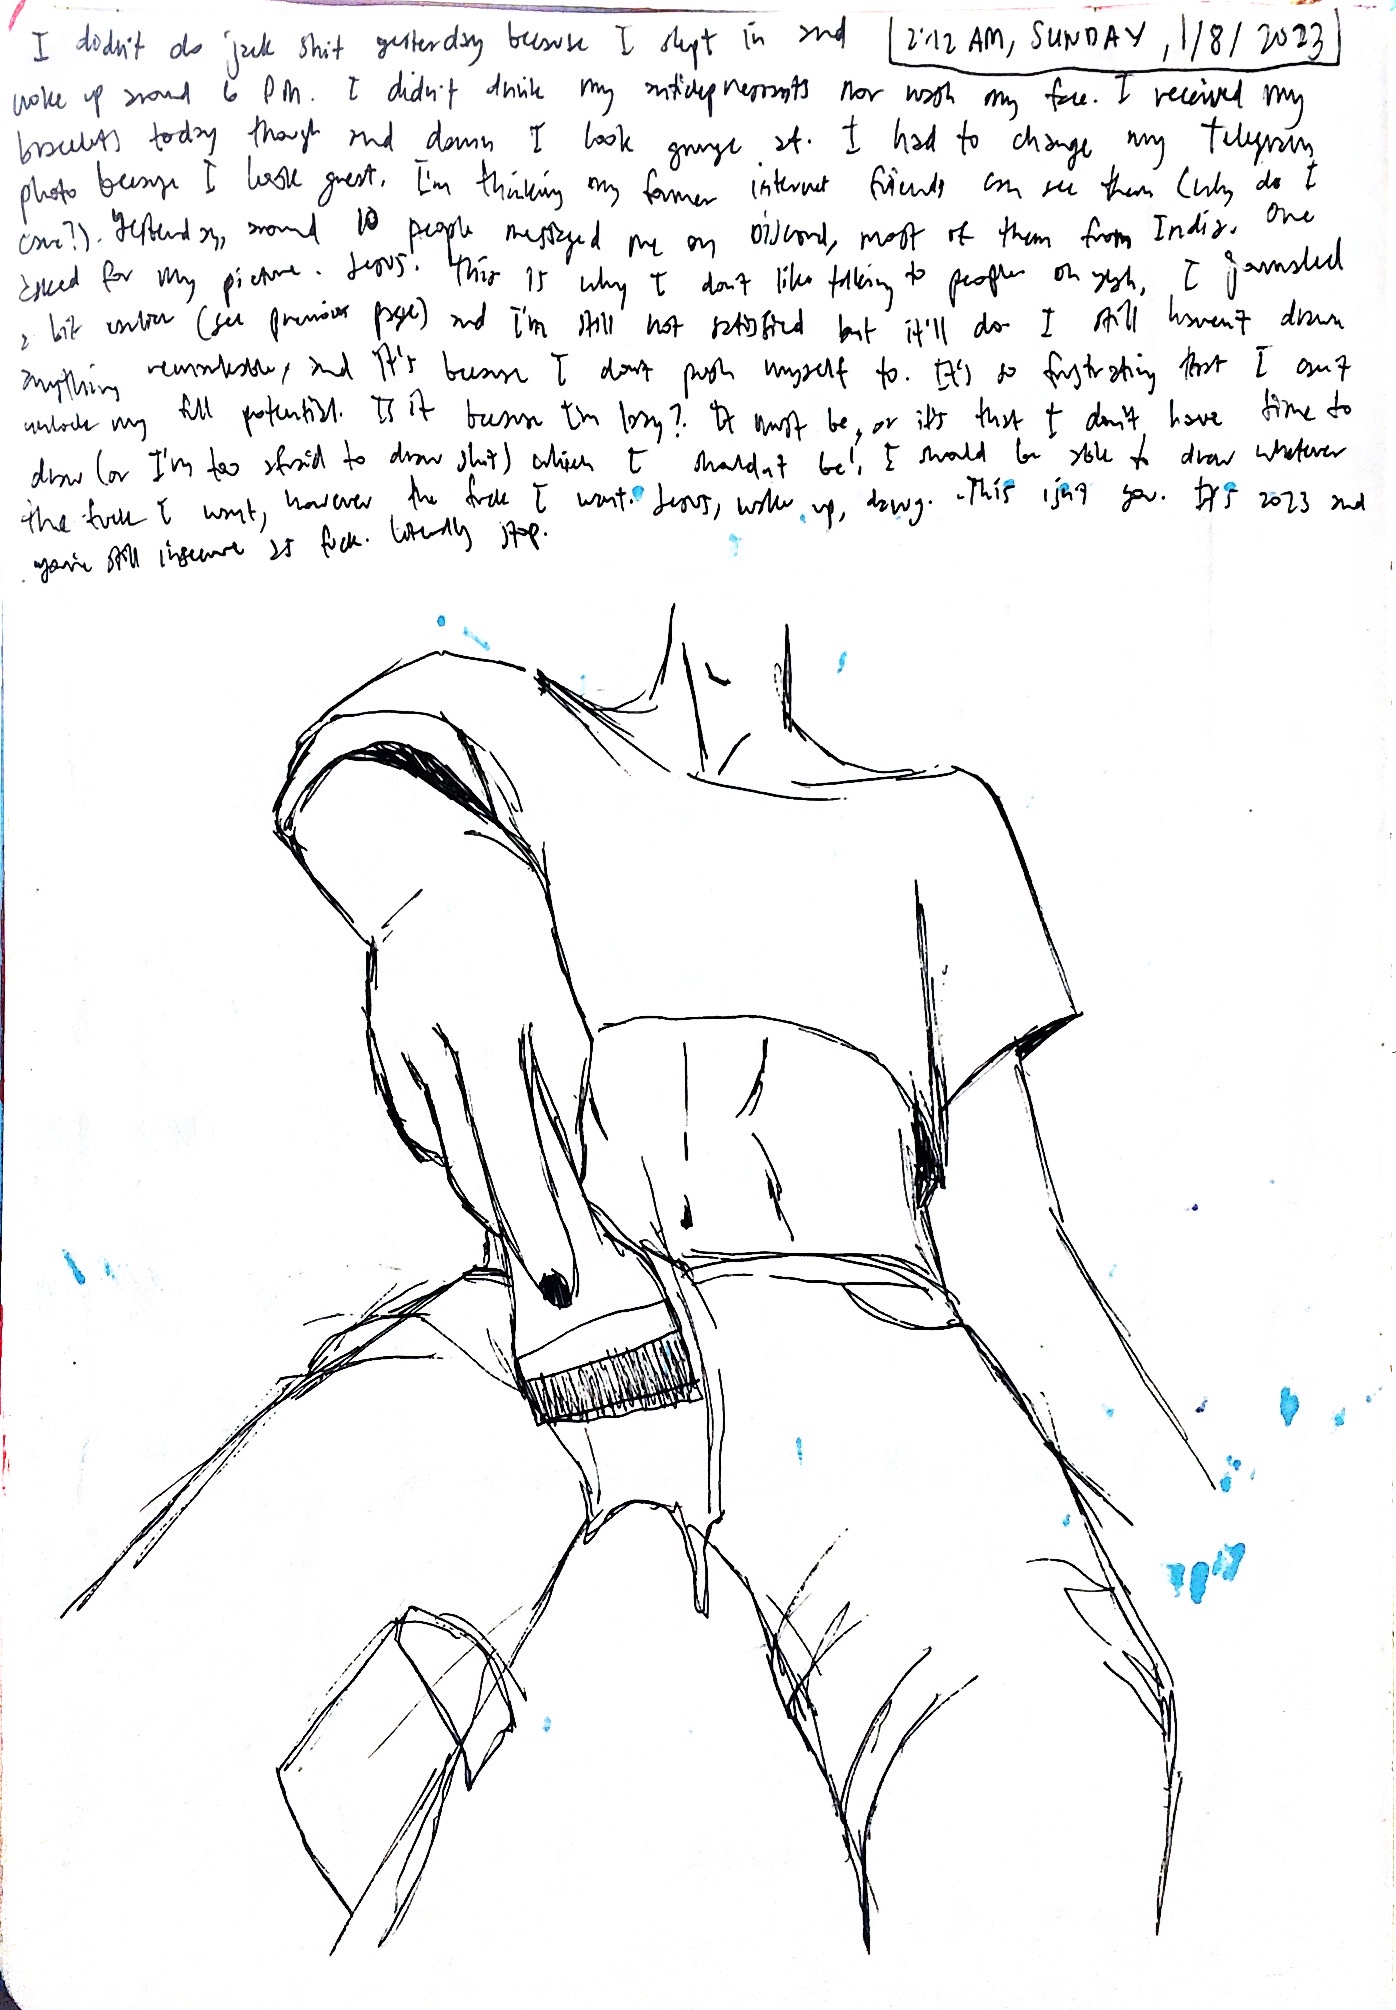 I didn't do jack shit yesterday because I slept in and
2:12 AM, SUNDAY, 1/8/2023
woke up around 6 PM. I didn't drink my antidepressants nor wash my face. I received my
bracelets today though and damn I look grunge af. I had to change my Telegram
photo because I look great. I'm thinking my former internet friends can see them (why do I
care?). Yesterday, around 10 people messaged me on Discord, most of them from India. One
asked for my picture. Jesus. This is why I don't like talking to people. Oh yeah, I journaled
a bit earlier (see previous page) and I'm still not satisfied but it'll do. I still haven't drawn
anything remarkable, and it's because I don't push myself to. It's so frustrating that I can't
unlock my full potential. Is it because I'm lazy? It must be, or it's that I don't have time to
draw (or I'm too afraid to draw shit) which I shouldn't be! I should be able to draw whatever
the fuck I want, however the fuck I want. Jesus, wake up, dawg. This isn't you. It's 2023 and
you're still insecure as fuck. Literally stop.